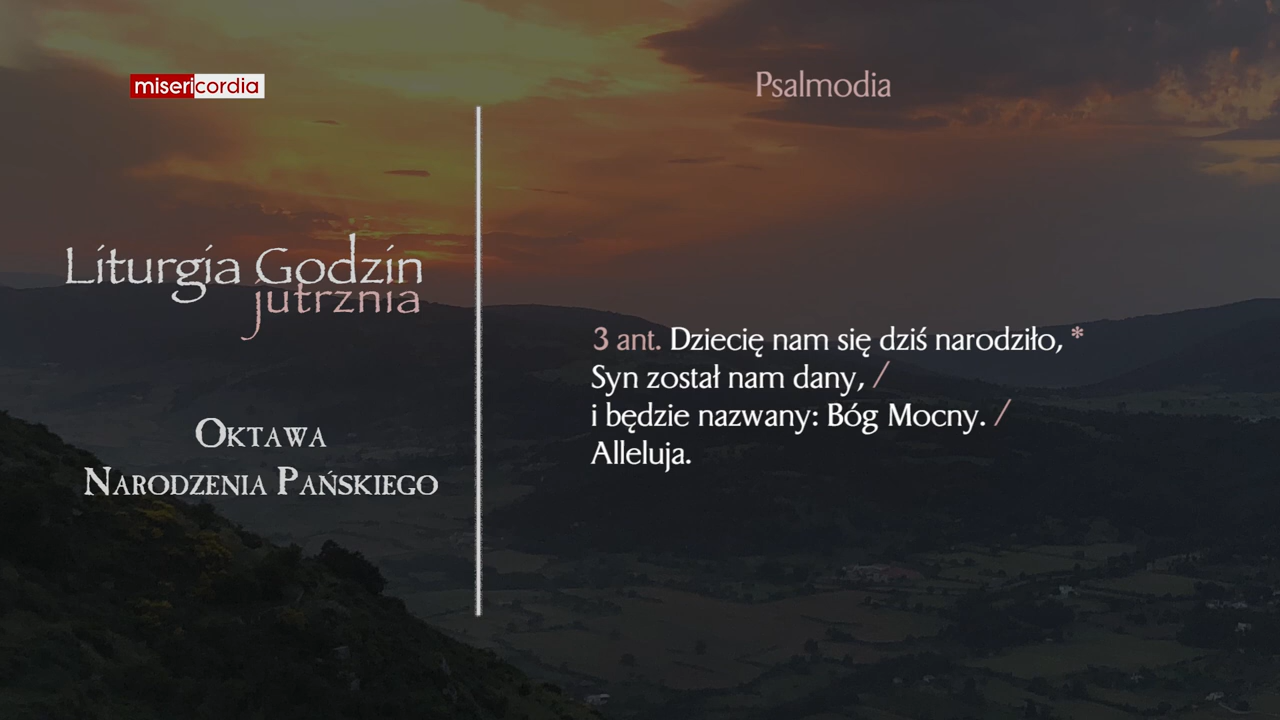 misericordia
Psalmodia
Liturgia Godzin
jutrznia
Oktawa
Narodzenia Pańskiego
3 ant. Dziecię nam się dziś narodziło, *
Syn został nam dany, /
i będzie nazwany: Bóg Mocny. /
Alleluja.